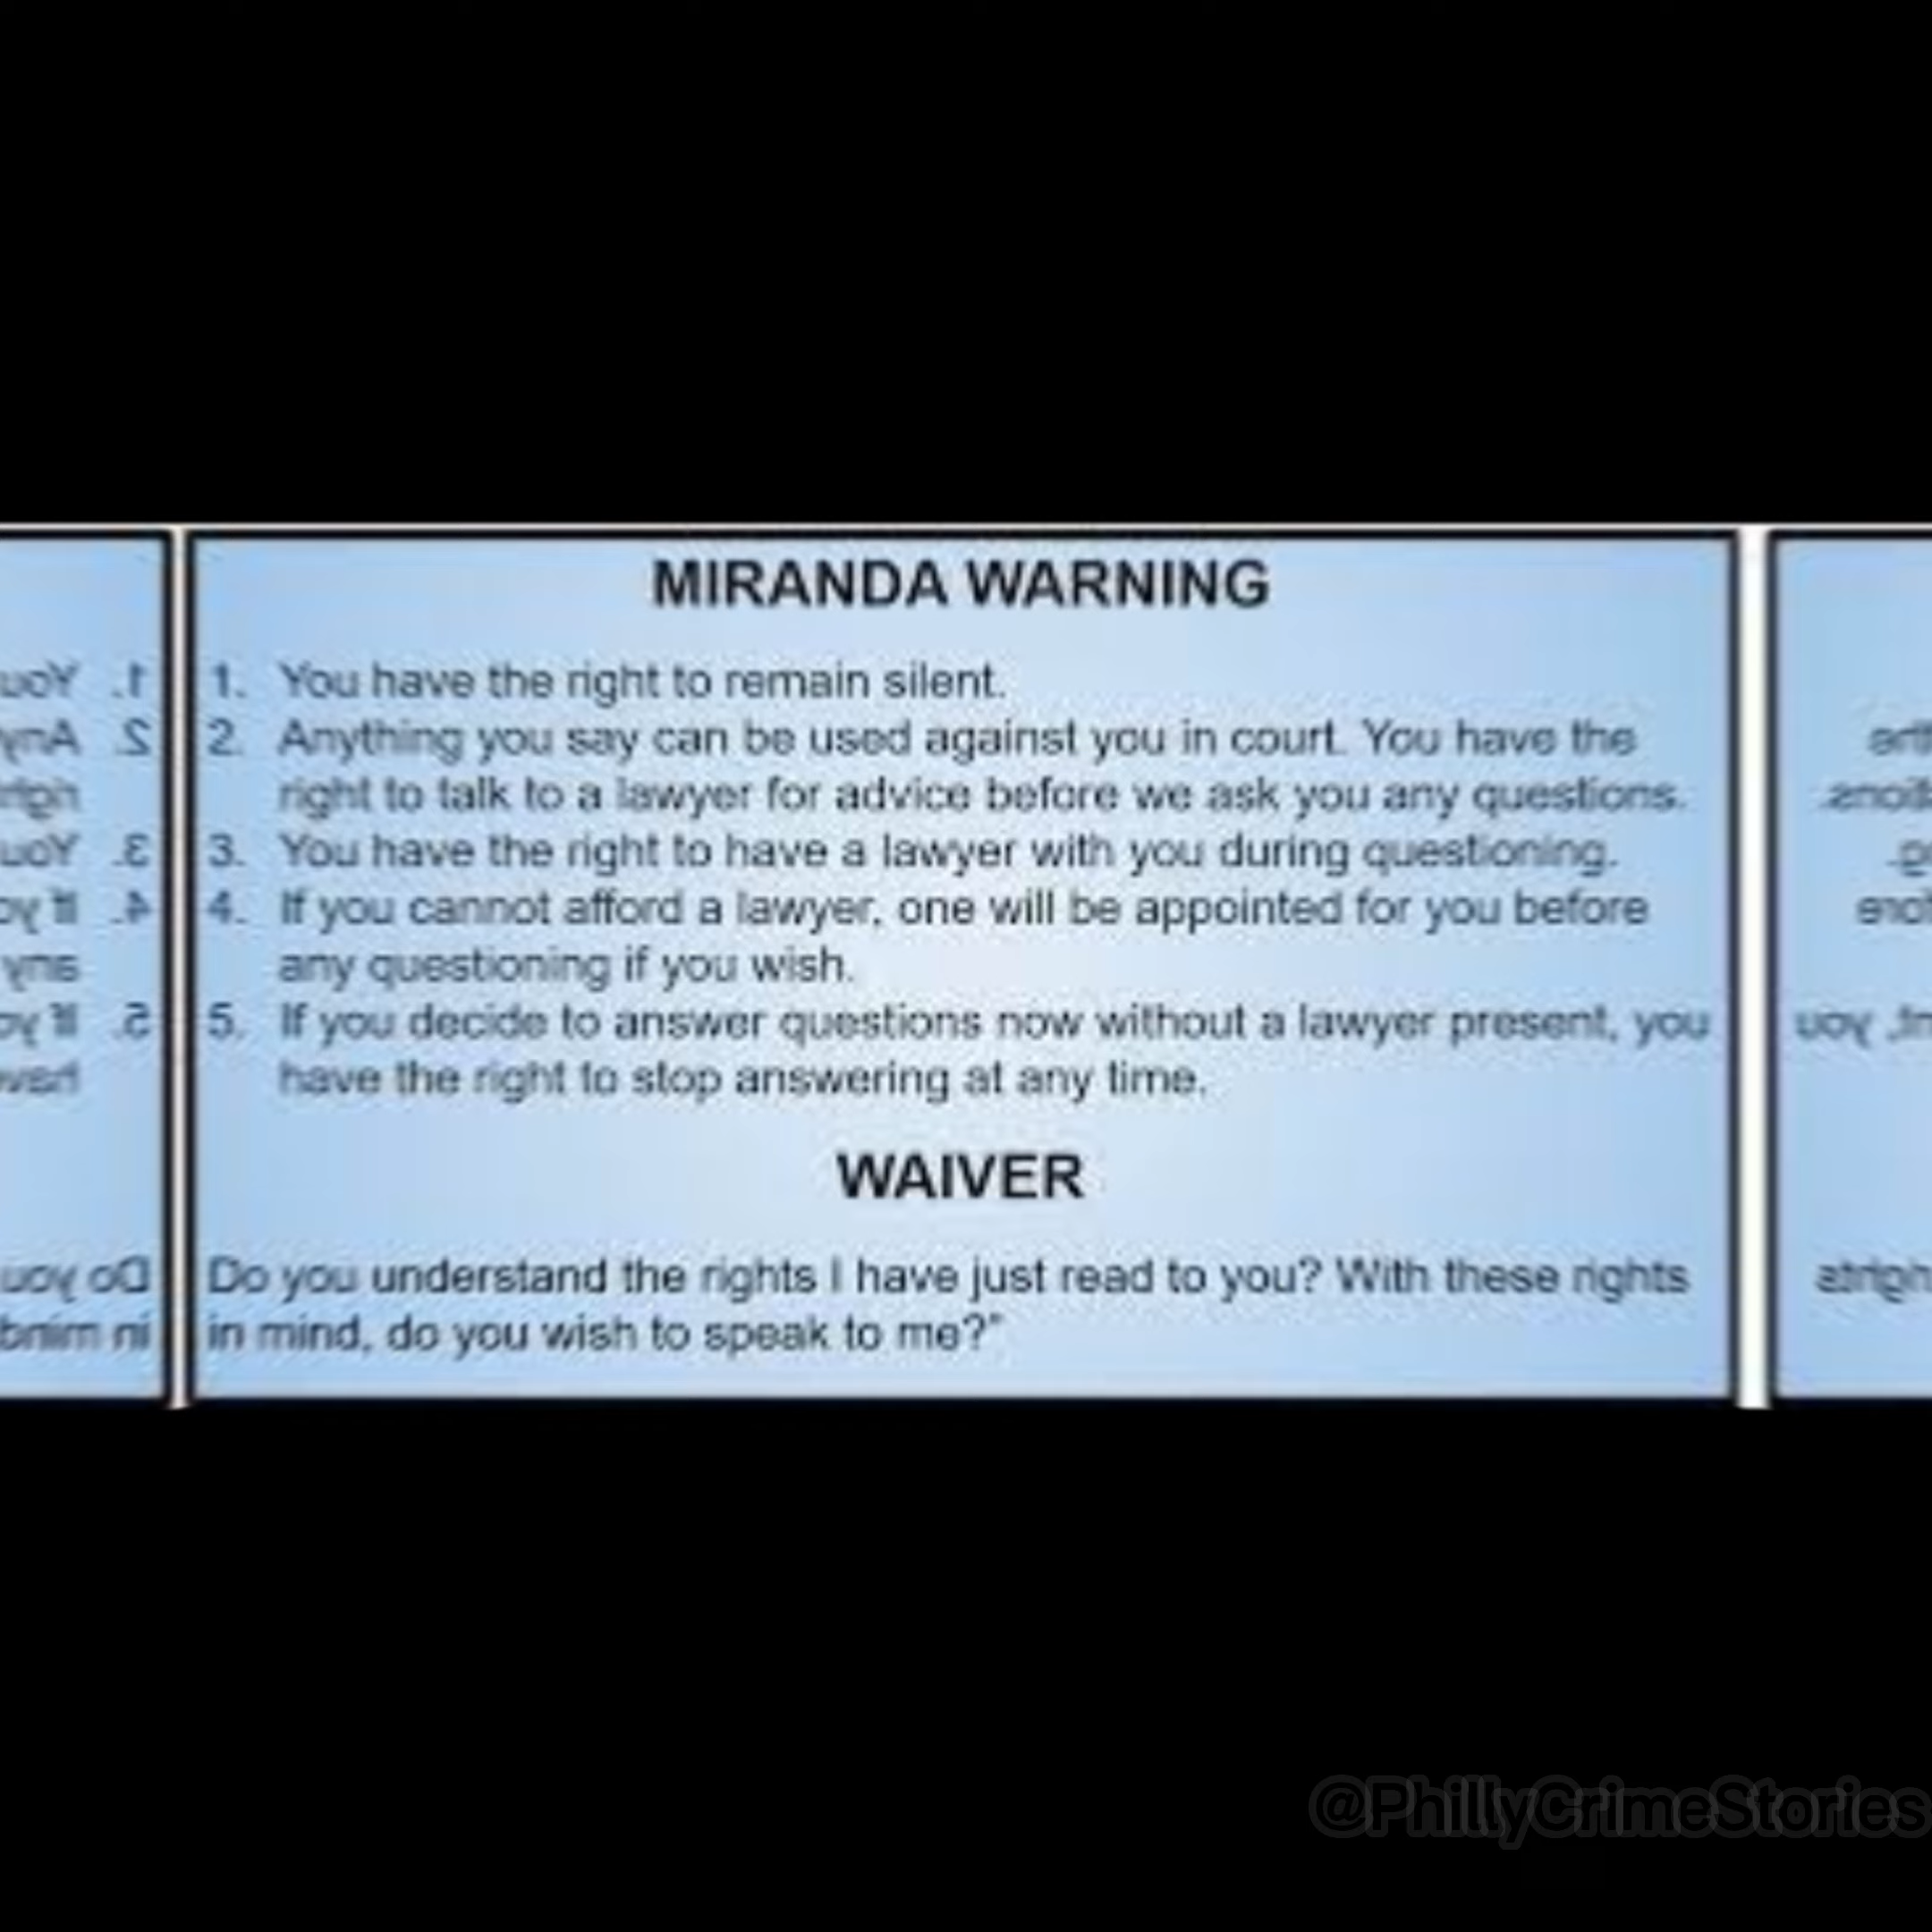 MIRANDA WARNING
1. You have the right to remain silent.
2. Anything you say can be used against you in court. You have the
right to talk to a lawyer for advice before we ask you any questions.
3. You have the right to have a lawyer with you during questioning.
4. If you cannot afford a lawyer, one will be appointed for you before
any questioning if you wish.
5. If you decide to answer questions now without a lawyer present, you
have the right to stop answering at any time.
WAIVER
Do you understand the rights I have just read to you? With these rights
in mind, do you wish to speak to me?"
@PhillyCrimeStories